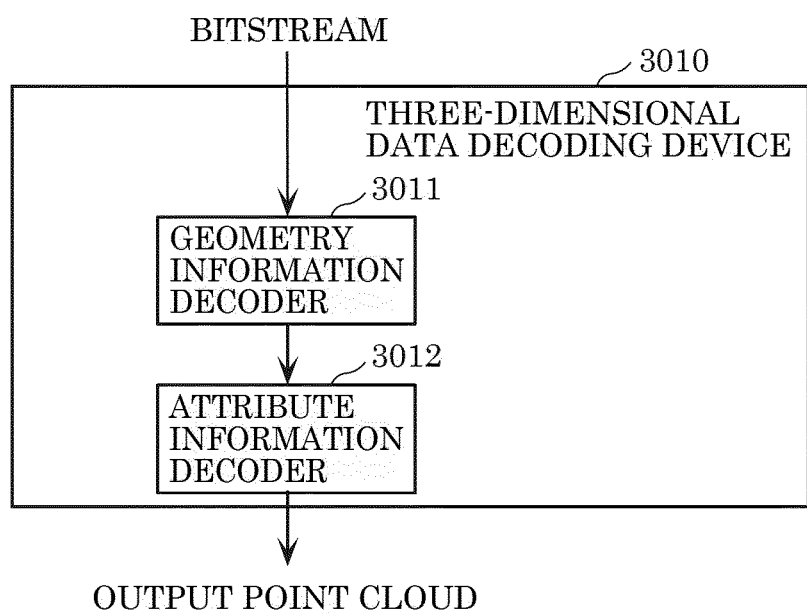 BITSTREAM
3010
THREE-DIMENSIONAL
DATA DECODING DEVICE
3011
GEOMETRY
INFORMATION
DECODER
3012
ATTRIBUTE
INFORMATION
DECODER
OUTPUT POINT CLOUD